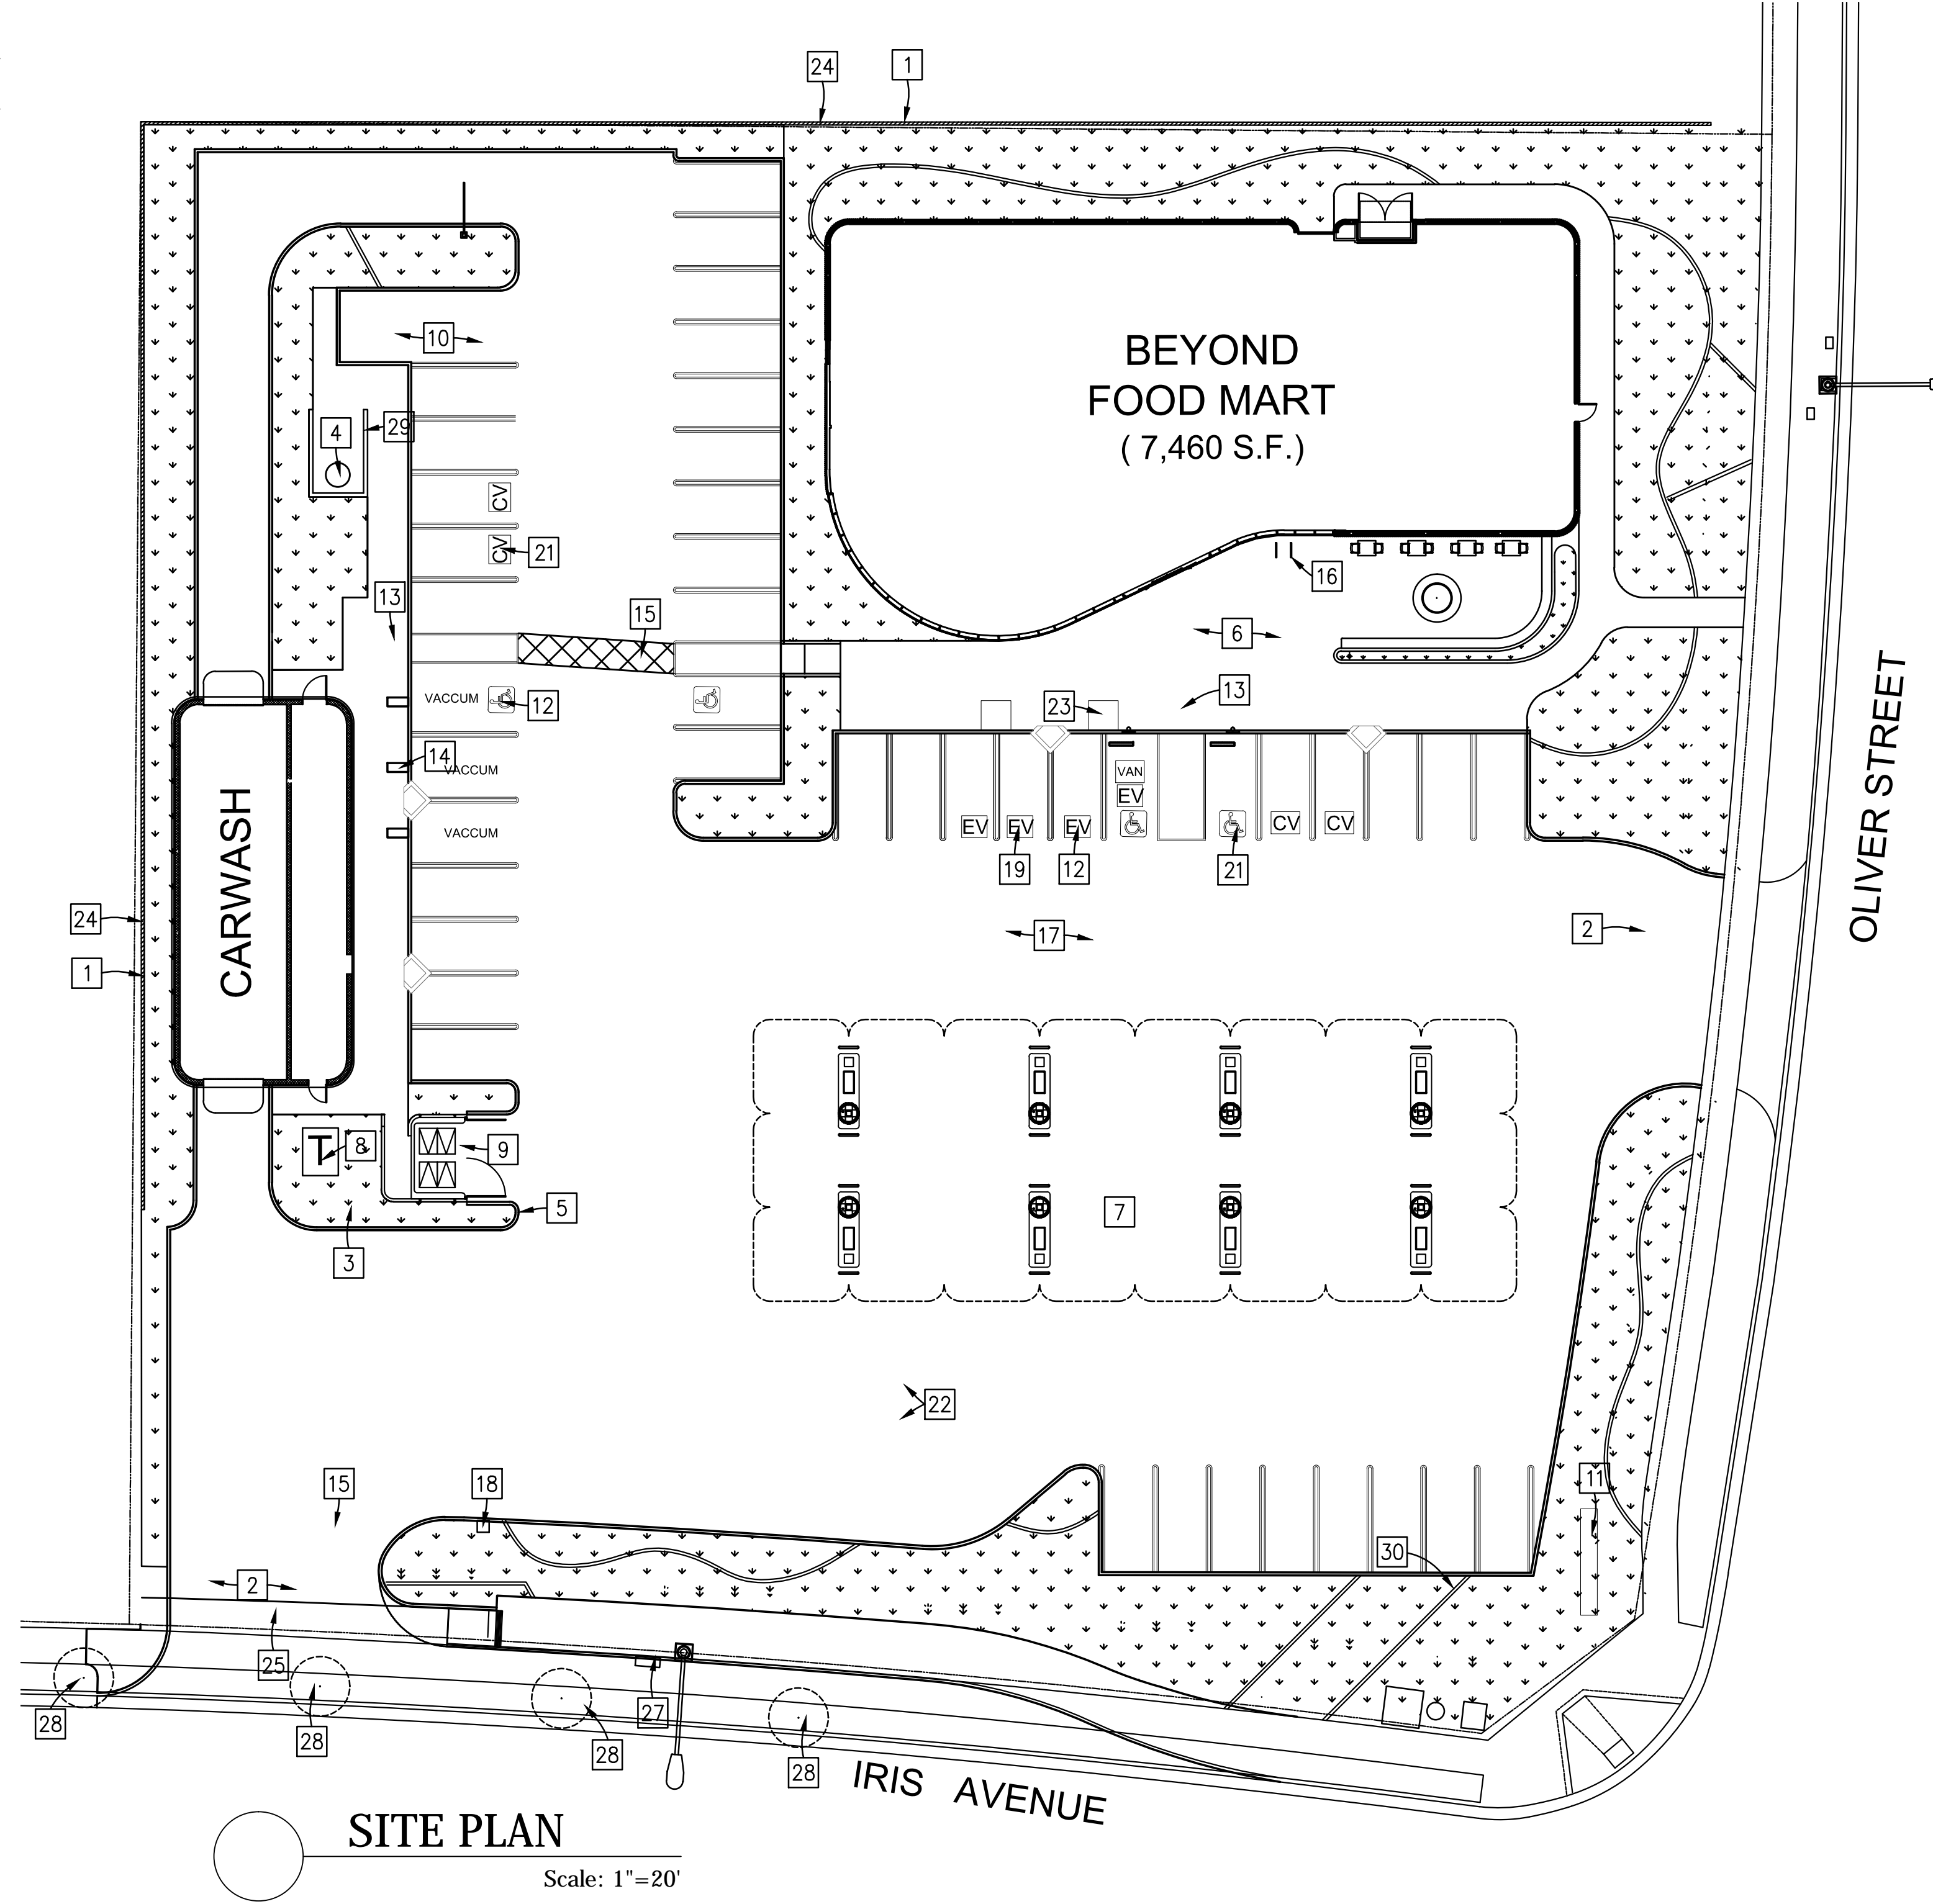 24
1
10
BEYOND
FOOD MART
( 7,460 S.F.)
4
29
CV
CV
21
16
13
15
6
VACCUM
12
23
13
14
VACCUM
VAN
EV
VACCUM
EV
EV
EV
CV
CV
19
12
21
CARWASH
OLIVER STREET
24
17
2
1
T
8
9
5
7
3
22
15
18
11
30
2
25
28
28
27
28
28
IRIS AVENUE
SITE PLAN
Scale: 1"=20'